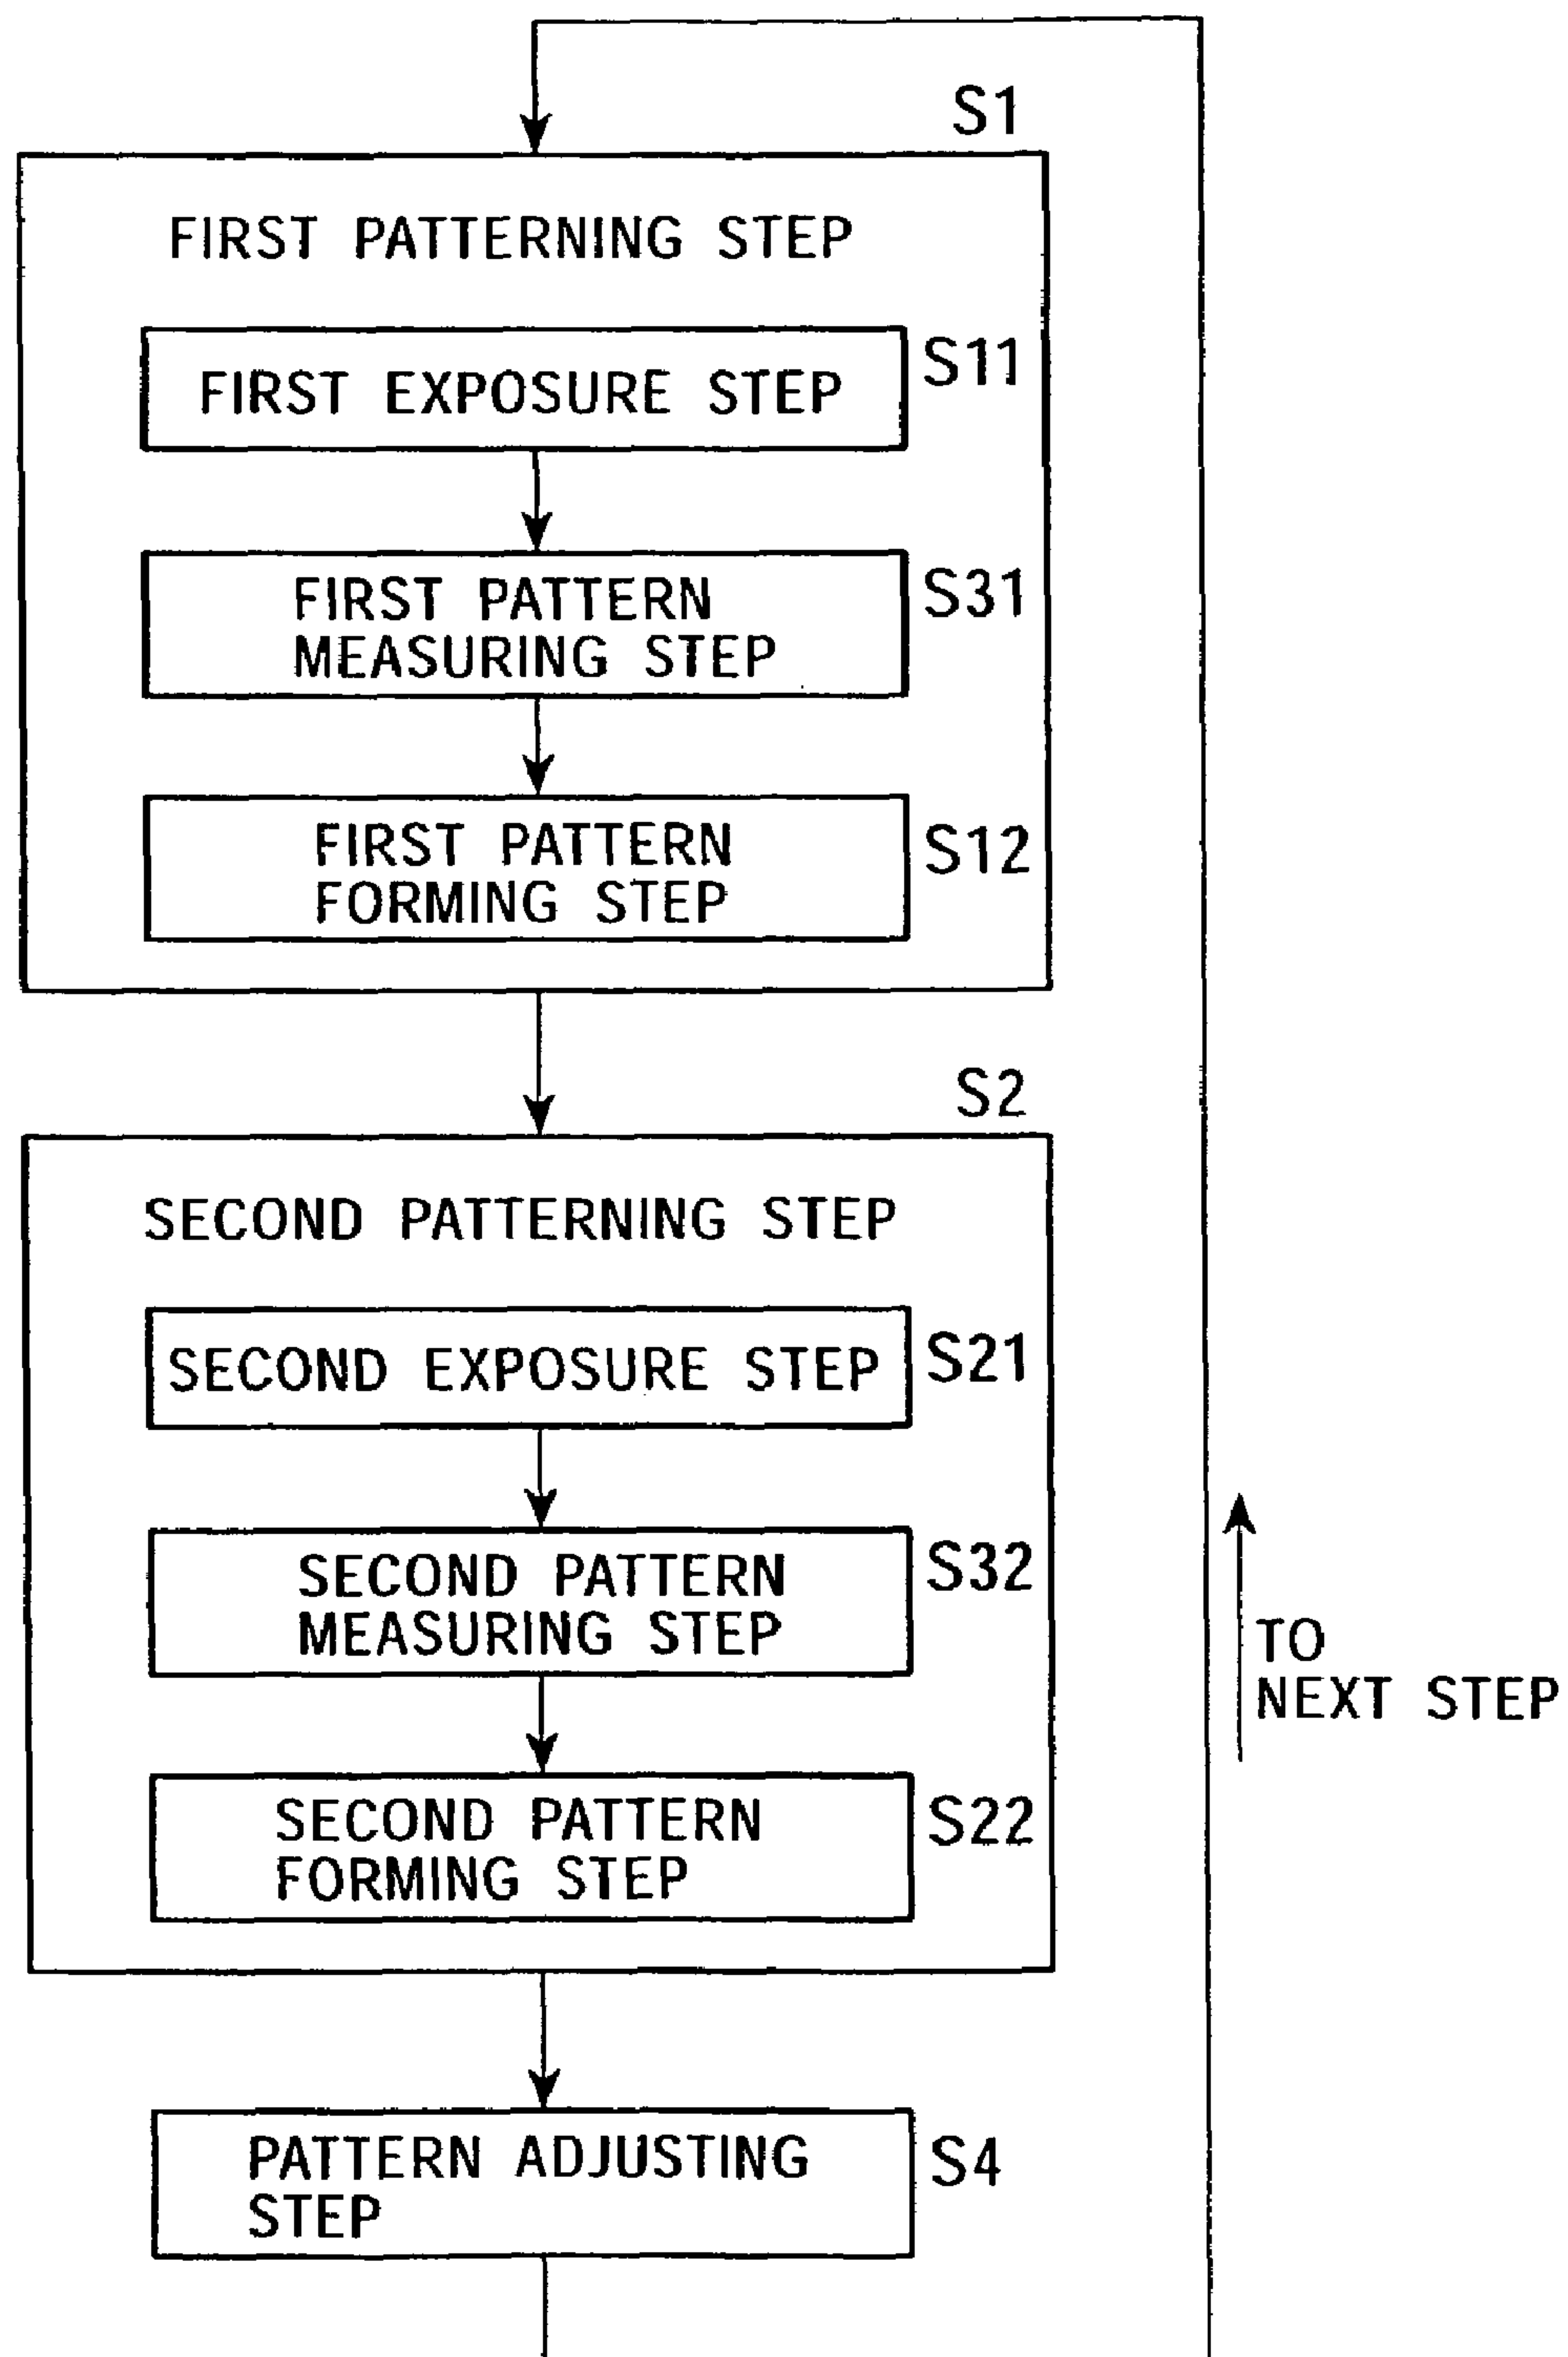 S1
FIRST PATTERNING STEP
FIRST EXPOSURE STEP
S11
FIRST PATTERN
MEASURING STEP
S31
FIRST PATTERN
FORMING STEP
S12
S2
SECOND PATTERNING STEP
SECOND EXPOSURE STEP
S21
SECOND PATTERN
MEASURING STEP
S32
SECOND PATTERN
FORMING STEP
S22
TO
NEXT STEP
PATTERN ADJUSTING
STEP
S4